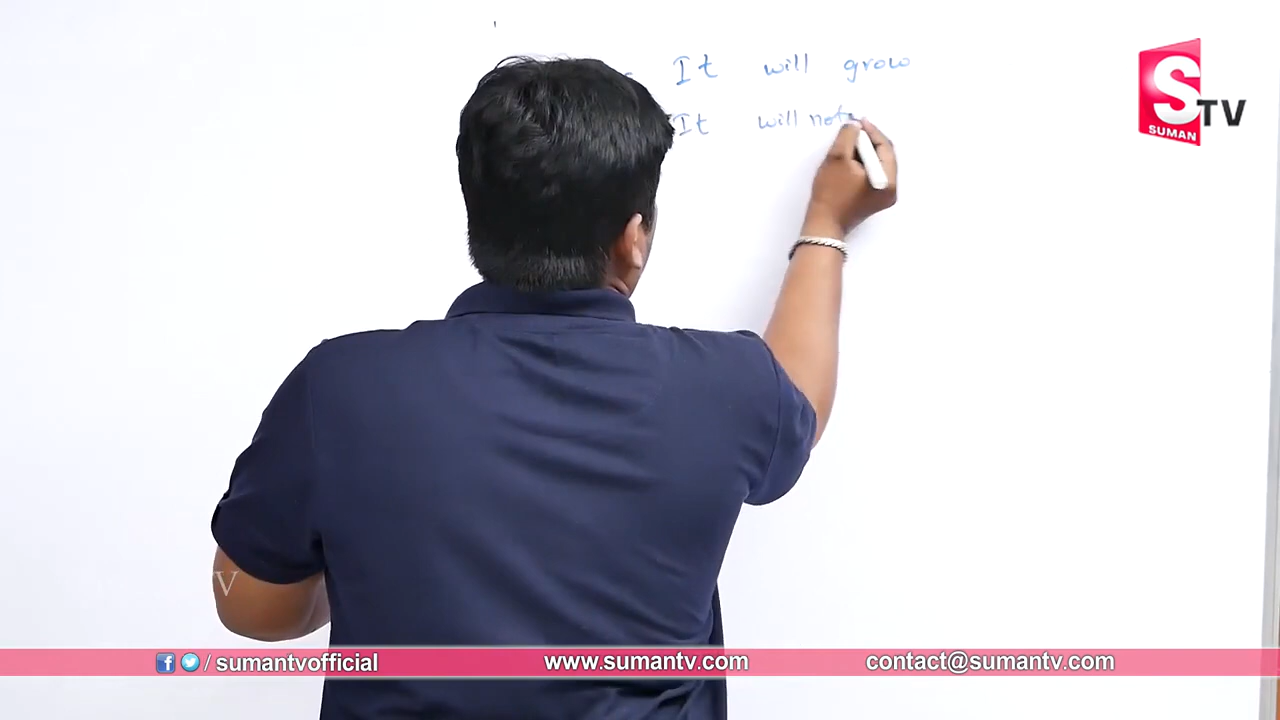 It will grow
It will not
S TV
SUMAN
V
/ sumantvofficial
www.sumantv.com
contact@sumantv.com